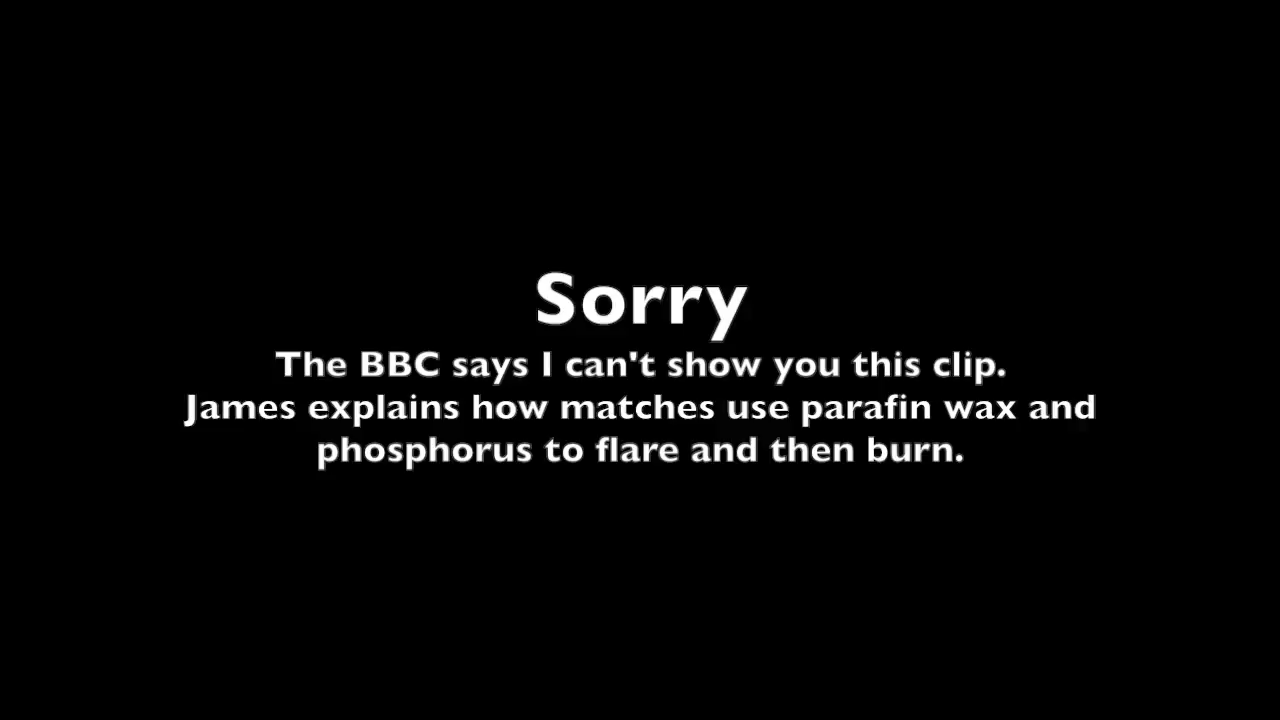 Sorry
The BBC says I can't show you this clip.
James explains how matches use parafin wax and
phosphorus to flare and then burn.